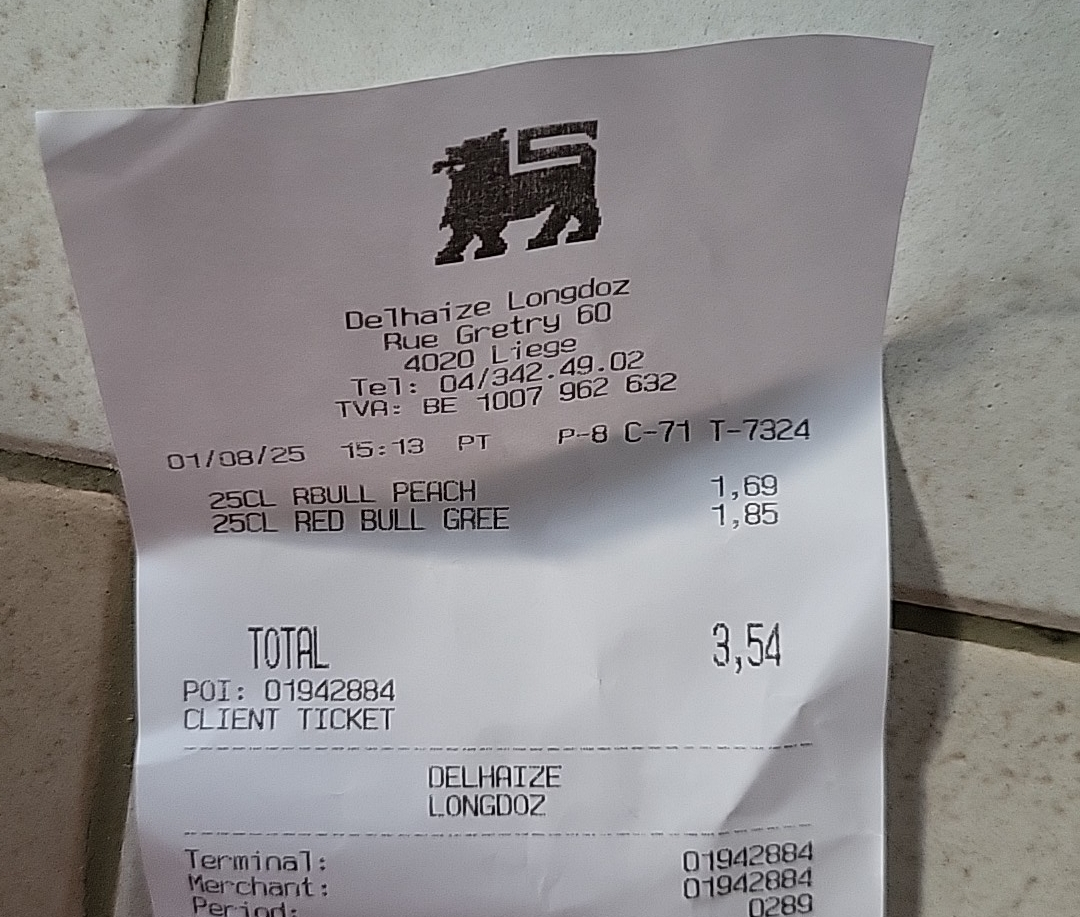 Delhaize Longdoz
Rue Gretry 60
4020 Liege
Tel: 04/342.49.02
TVA: BE 1007 962 632
01/08/25 15:13 PT P-8 C-71 T-7324
25CL RBULL PEACH 1,69
25CL RED BULL GREE 1,85
TOTAL 3,54
POI: 01942884
CLIENT TICKET
DELHAIZE
LONGDOZ
Terminal: 01942884
Merchant: 01942884
Period: 0289